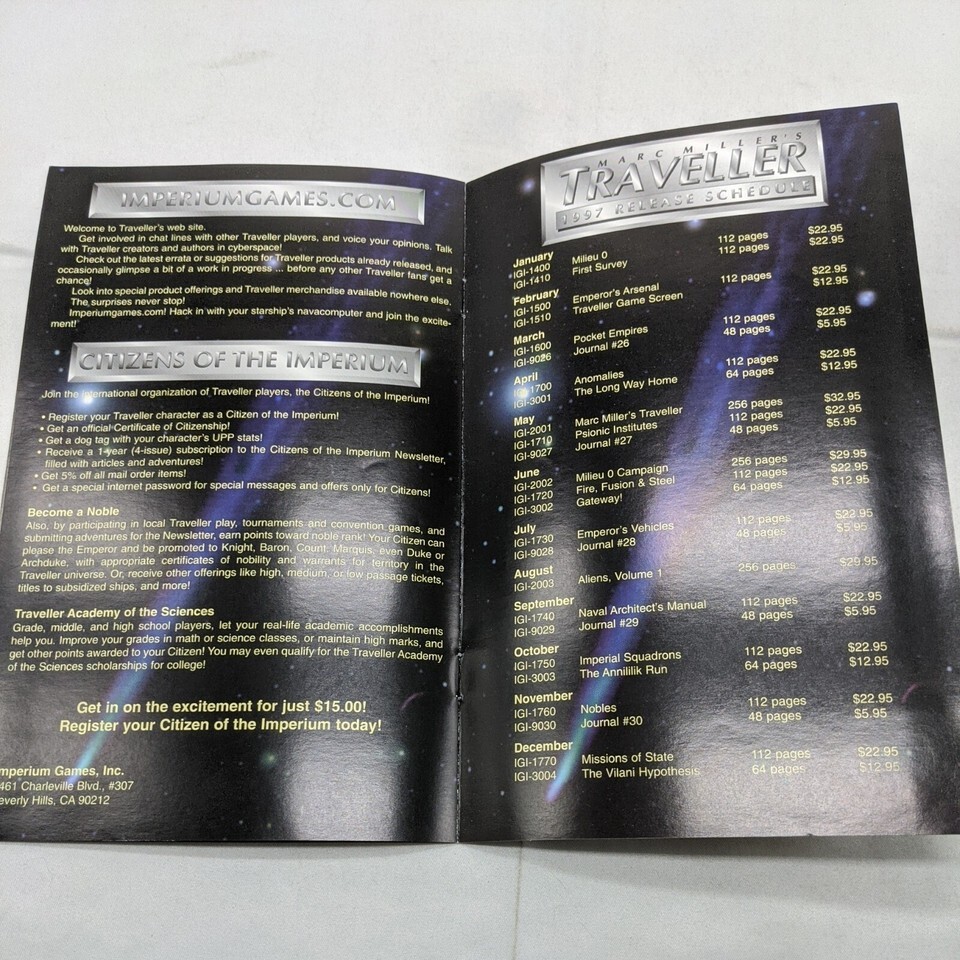 IMPERIUMGAMES.COM
Welcome to Traveller's web site.
Get involved in chat lines with other Traveller players, and voice your opinions. Talk
with Traveller creators and authors in cyberspace!
Check out the latest errata or suggestions for Traveller products already released, and
occasionally glimpse a bit of a work in progress ... before any other Traveller fans get a
chance!
Look into special product offerings and Traveller merchandise available nowhere else.
The surprises never stop!
Imperiumgames.com! Hack in with your starship's navacomputer and join the excite-
ment!
CITIZENS OF THE IMPERIUM
Join the international organization of Traveller players, the Citizens of the Imperium!
• Register your Traveller character as a Citizen of the Imperium!
• Get an official Certificate of Citizenship!
• Get a dog tag with your character's UPP stats!
• Receive a 1-year (4-issue) subscription to the Citizens of the Imperium Newsletter,
filled with articles and adventures!
• Get 5% off all mail order items!
• Get a special internet password for special messages and offers only for Citizens!
Become a Noble
Also, by participating in local Traveller play, tournaments and convention games, and
submitting adventures for the Newsletter, earn points toward noble rank! Your Citizen can
please the Emperor and be promoted to Knight, Baron, Count, Marquis, even Duke or
Archduke, with appropriate certificates of nobility and warrants for territory in the
Traveller universe. Or, receive other offerings like high, medium, or low passage tickets,
titles to subsidized ships, and more!
Traveller Academy of the Sciences
Grade, middle, and high school players, let your real-life academic accomplishments
help you. Improve your grades in math or science classes, or maintain high marks, and
get other points awarded to your Citizen! You may even qualify for the Traveller Academy
of the Sciences scholarships for college!
Get in on the excitement for just $15.00!
Register your Citizen of the Imperium today!
mperium Games, Inc.
461 Charleville Blvd., #307
everly Hills, CA 90212
MARC MILLER'S
TRAVELLER
1997 RELEASE SCHEDULE
January
IGI-1400 Milieu 0 112 pages $22.95
IGI-1410 First Survey 112 pages $22.95
February
IGI-1500 Emperor's Arsenal 112 pages $22.95
IGI-1510 Traveller Game Screen $12.95
March
IGI-1600 Pocket Empires 112 pages $22.95
IGI-9026 Journal #26 48 pages $5.95
April
IGI-1700 Anomalies 112 pages $22.95
IGI-3001 The Long Way Home 64 pages $12.95
May
IGI-2001 Marc Miller's Traveller 256 pages $32.95
IGI-1710 Psionic Institutes 112 pages $22.95
IGI-9027 Journal #27 48 pages $5.95
June
IGI-2002 Milieu 0 Campaign 256 pages $29.95
IGI-1720 Fire, Fusion & Steel 112 pages $22.95
IGI-3002 Gateway! 64 pages $12.95
July
IGI-1730 Emperor's Vehicles 112 pages $22.95
IGI-9028 Journal #28 48 pages $5.95
August
IGI-2003 Aliens, Volume 1 256 pages $29.95
September
IGI-1740 Naval Architect's Manual 112 pages $22.95
IGI-9029 Journal #29 48 pages $5.95
October
IGI-1750 Imperial Squadrons 112 pages $22.95
IGI-3003 The Annililik Run 64 pages $12.95
November
IGI-1760 Nobles 112 pages $22.95
IGI-9030 Journal #30 48 pages $5.95
December
IGI-1770 Missions of State 112 pages $22.95
IGI-3004 The Vilani Hypothesis 64 pages $12.95